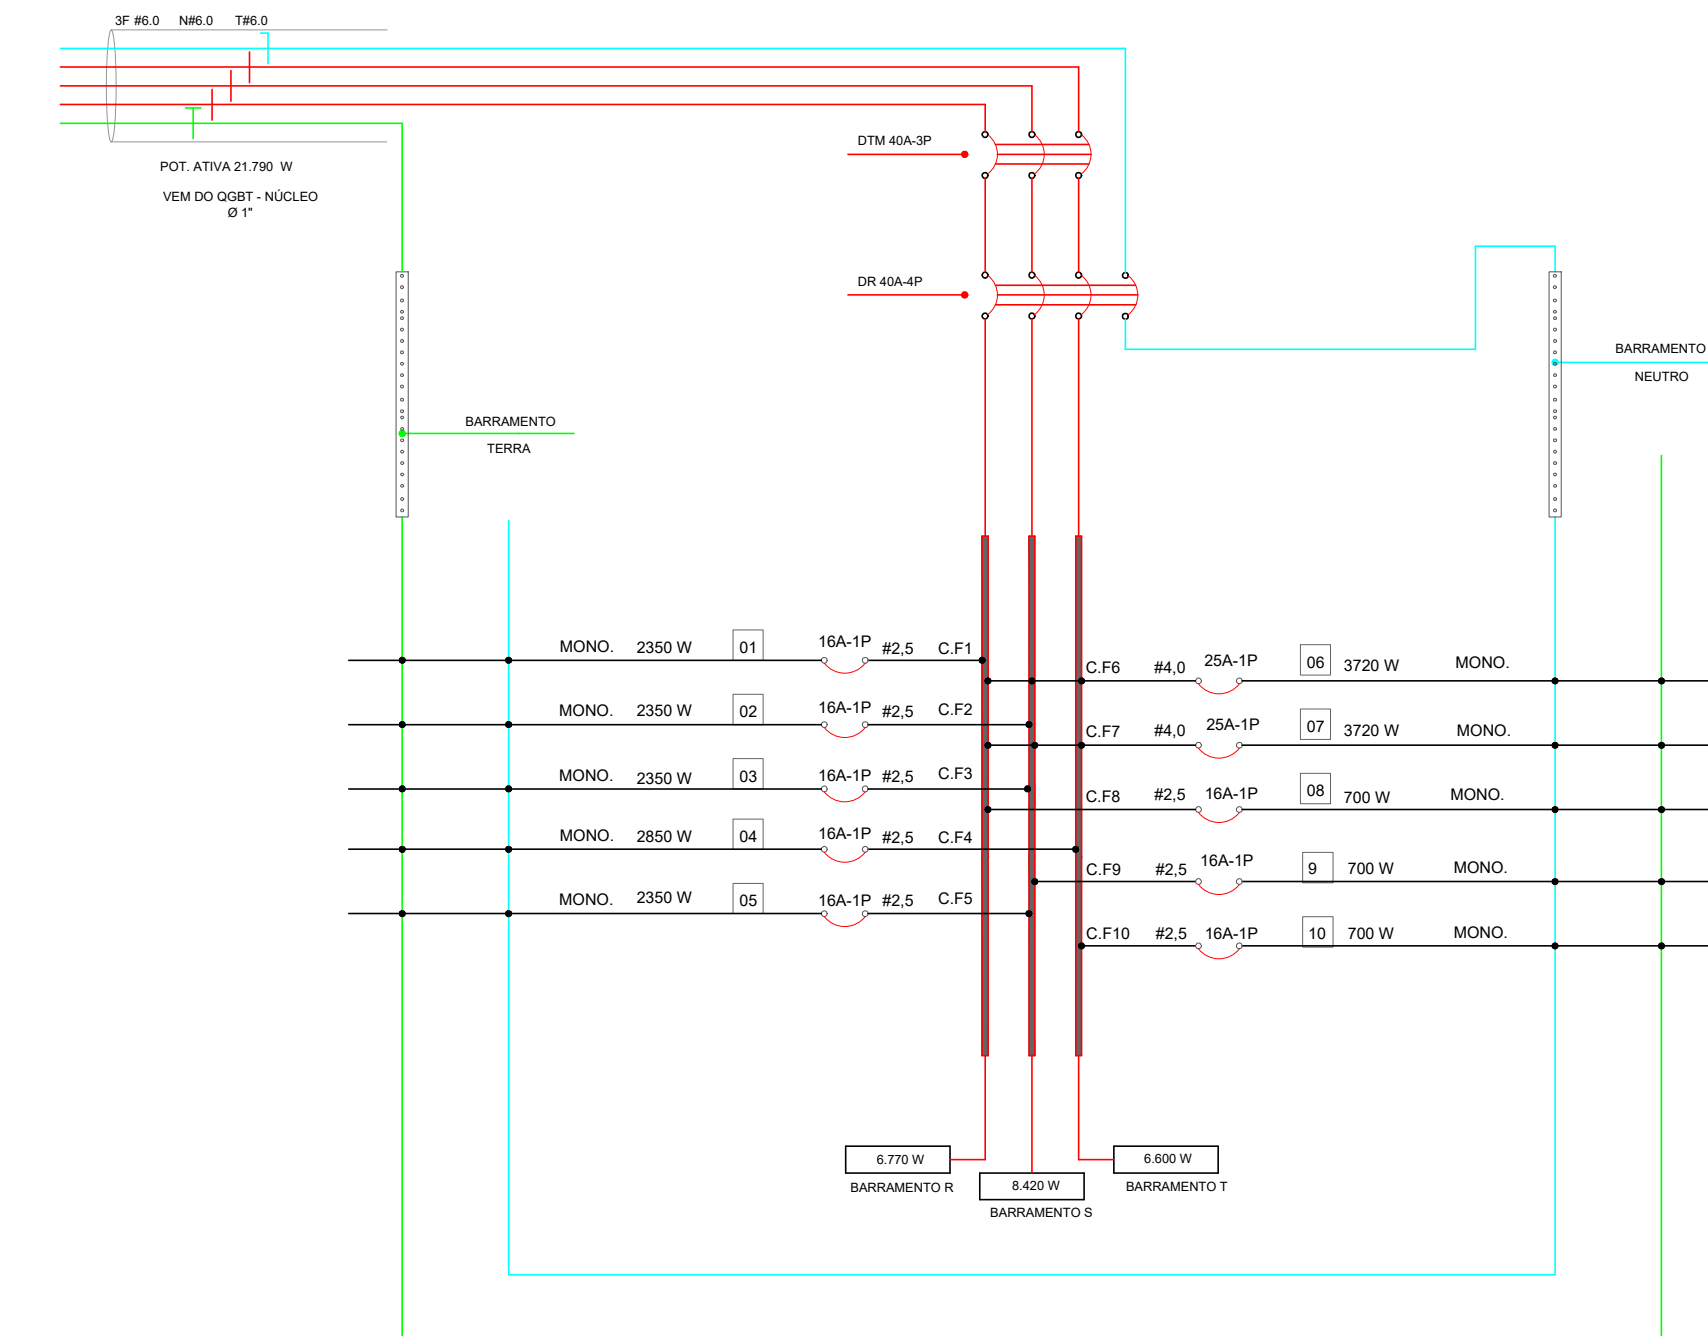 3F #6.0 N#6.0 T#6.0
POT. ATIVA 21.790 W
VEM DO QGBT - NÚCLEO
Ø 1"
DTM 40A-3P
DR 40A-4P
BARRAMENTO
NEUTRO
BARRAMENTO
TERRA
MONO. 2350 W 01 16A-1P #2,5 C.F1
MONO. 2350 W 02 16A-1P #2,5 C.F2
MONO. 2350 W 03 16A-1P #2,5 C.F3
MONO. 2850 W 04 16A-1P #2,5 C.F4
MONO. 2350 W 05 16A-1P #2,5 C.F5
C.F6 #4,0 25A-1P 06 3720 W MONO.
C.F7 #4,0 25A-1P 07 3720 W MONO.
C.F8 #2,5 16A-1P 08 700 W MONO.
C.F9 #2,5 16A-1P 9 700 W MONO.
C.F10 #2,5 16A-1P 10 700 W MONO.
6.770 W
BARRAMENTO R
8.420 W
BARRAMENTO S
6.600 W
BARRAMENTO T